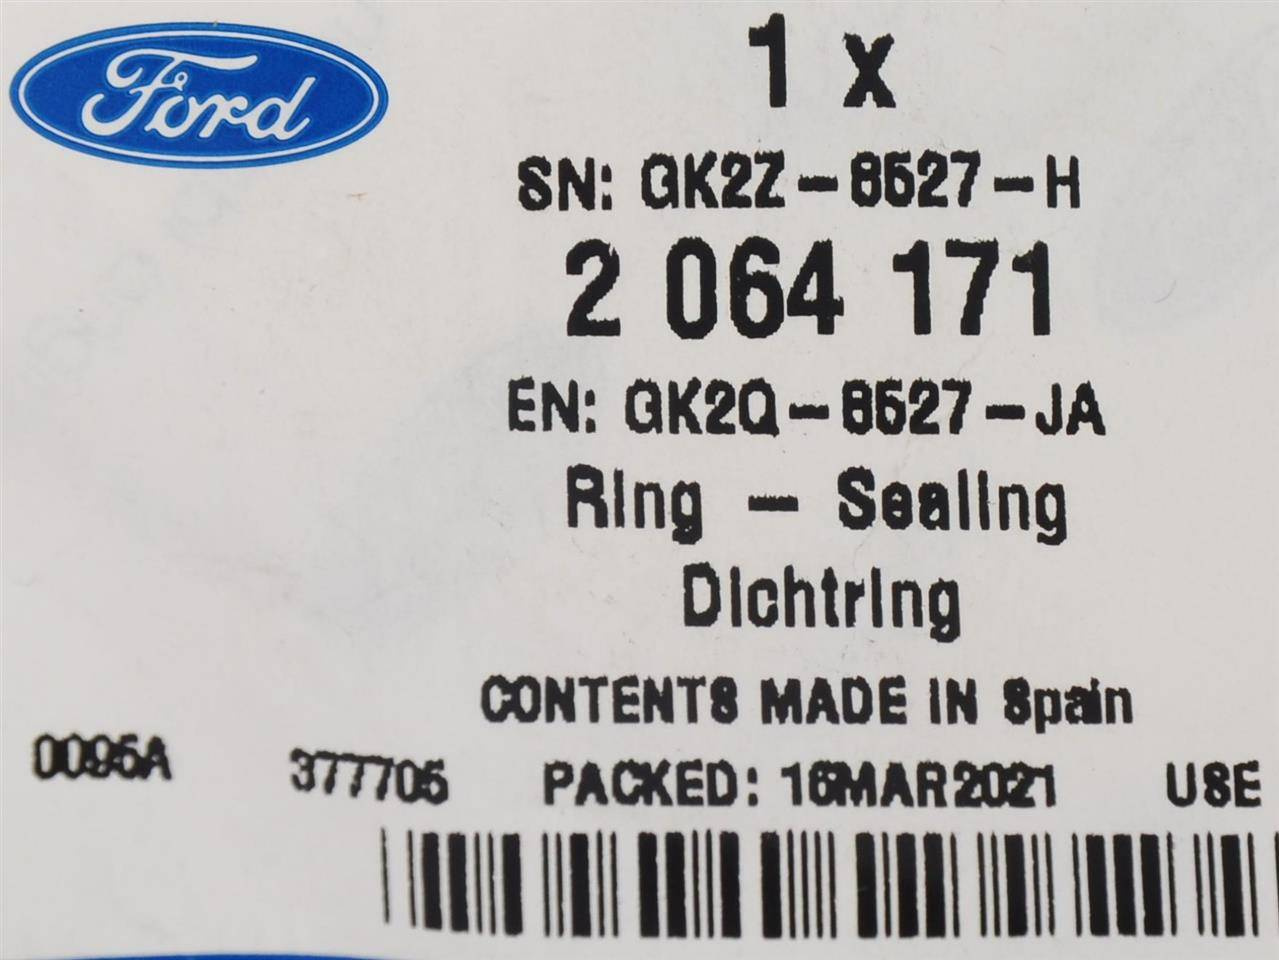 Ford
1 x
SN: GK2Z-8527-H
2 064 171
EN: GK2Q-8527-JA
Ring - Sealing
Dichtring
CONTENTS MADE IN Spain
0095A 377705 PACKED: 16MAR2021 USE